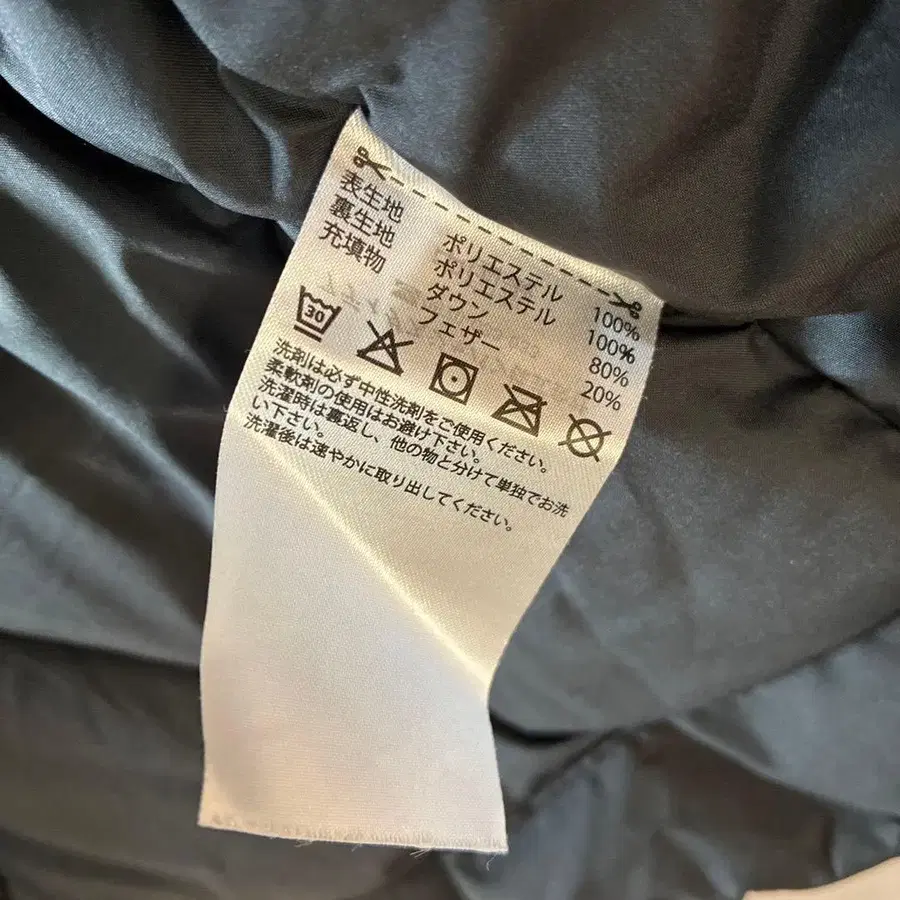 表生地 ポリエステル 100%
裏生地 ポリエステル 100%
充填物 ダウン 80%
フェザー 20%
洗剤は必ず中性洗剤をご使用ください。
柔軟剤の使用はお避け下さい。
洗濯時は裏返し、他の物と分けて単独でお洗
い下さい。
洗濯後は速やかに取り出してください。